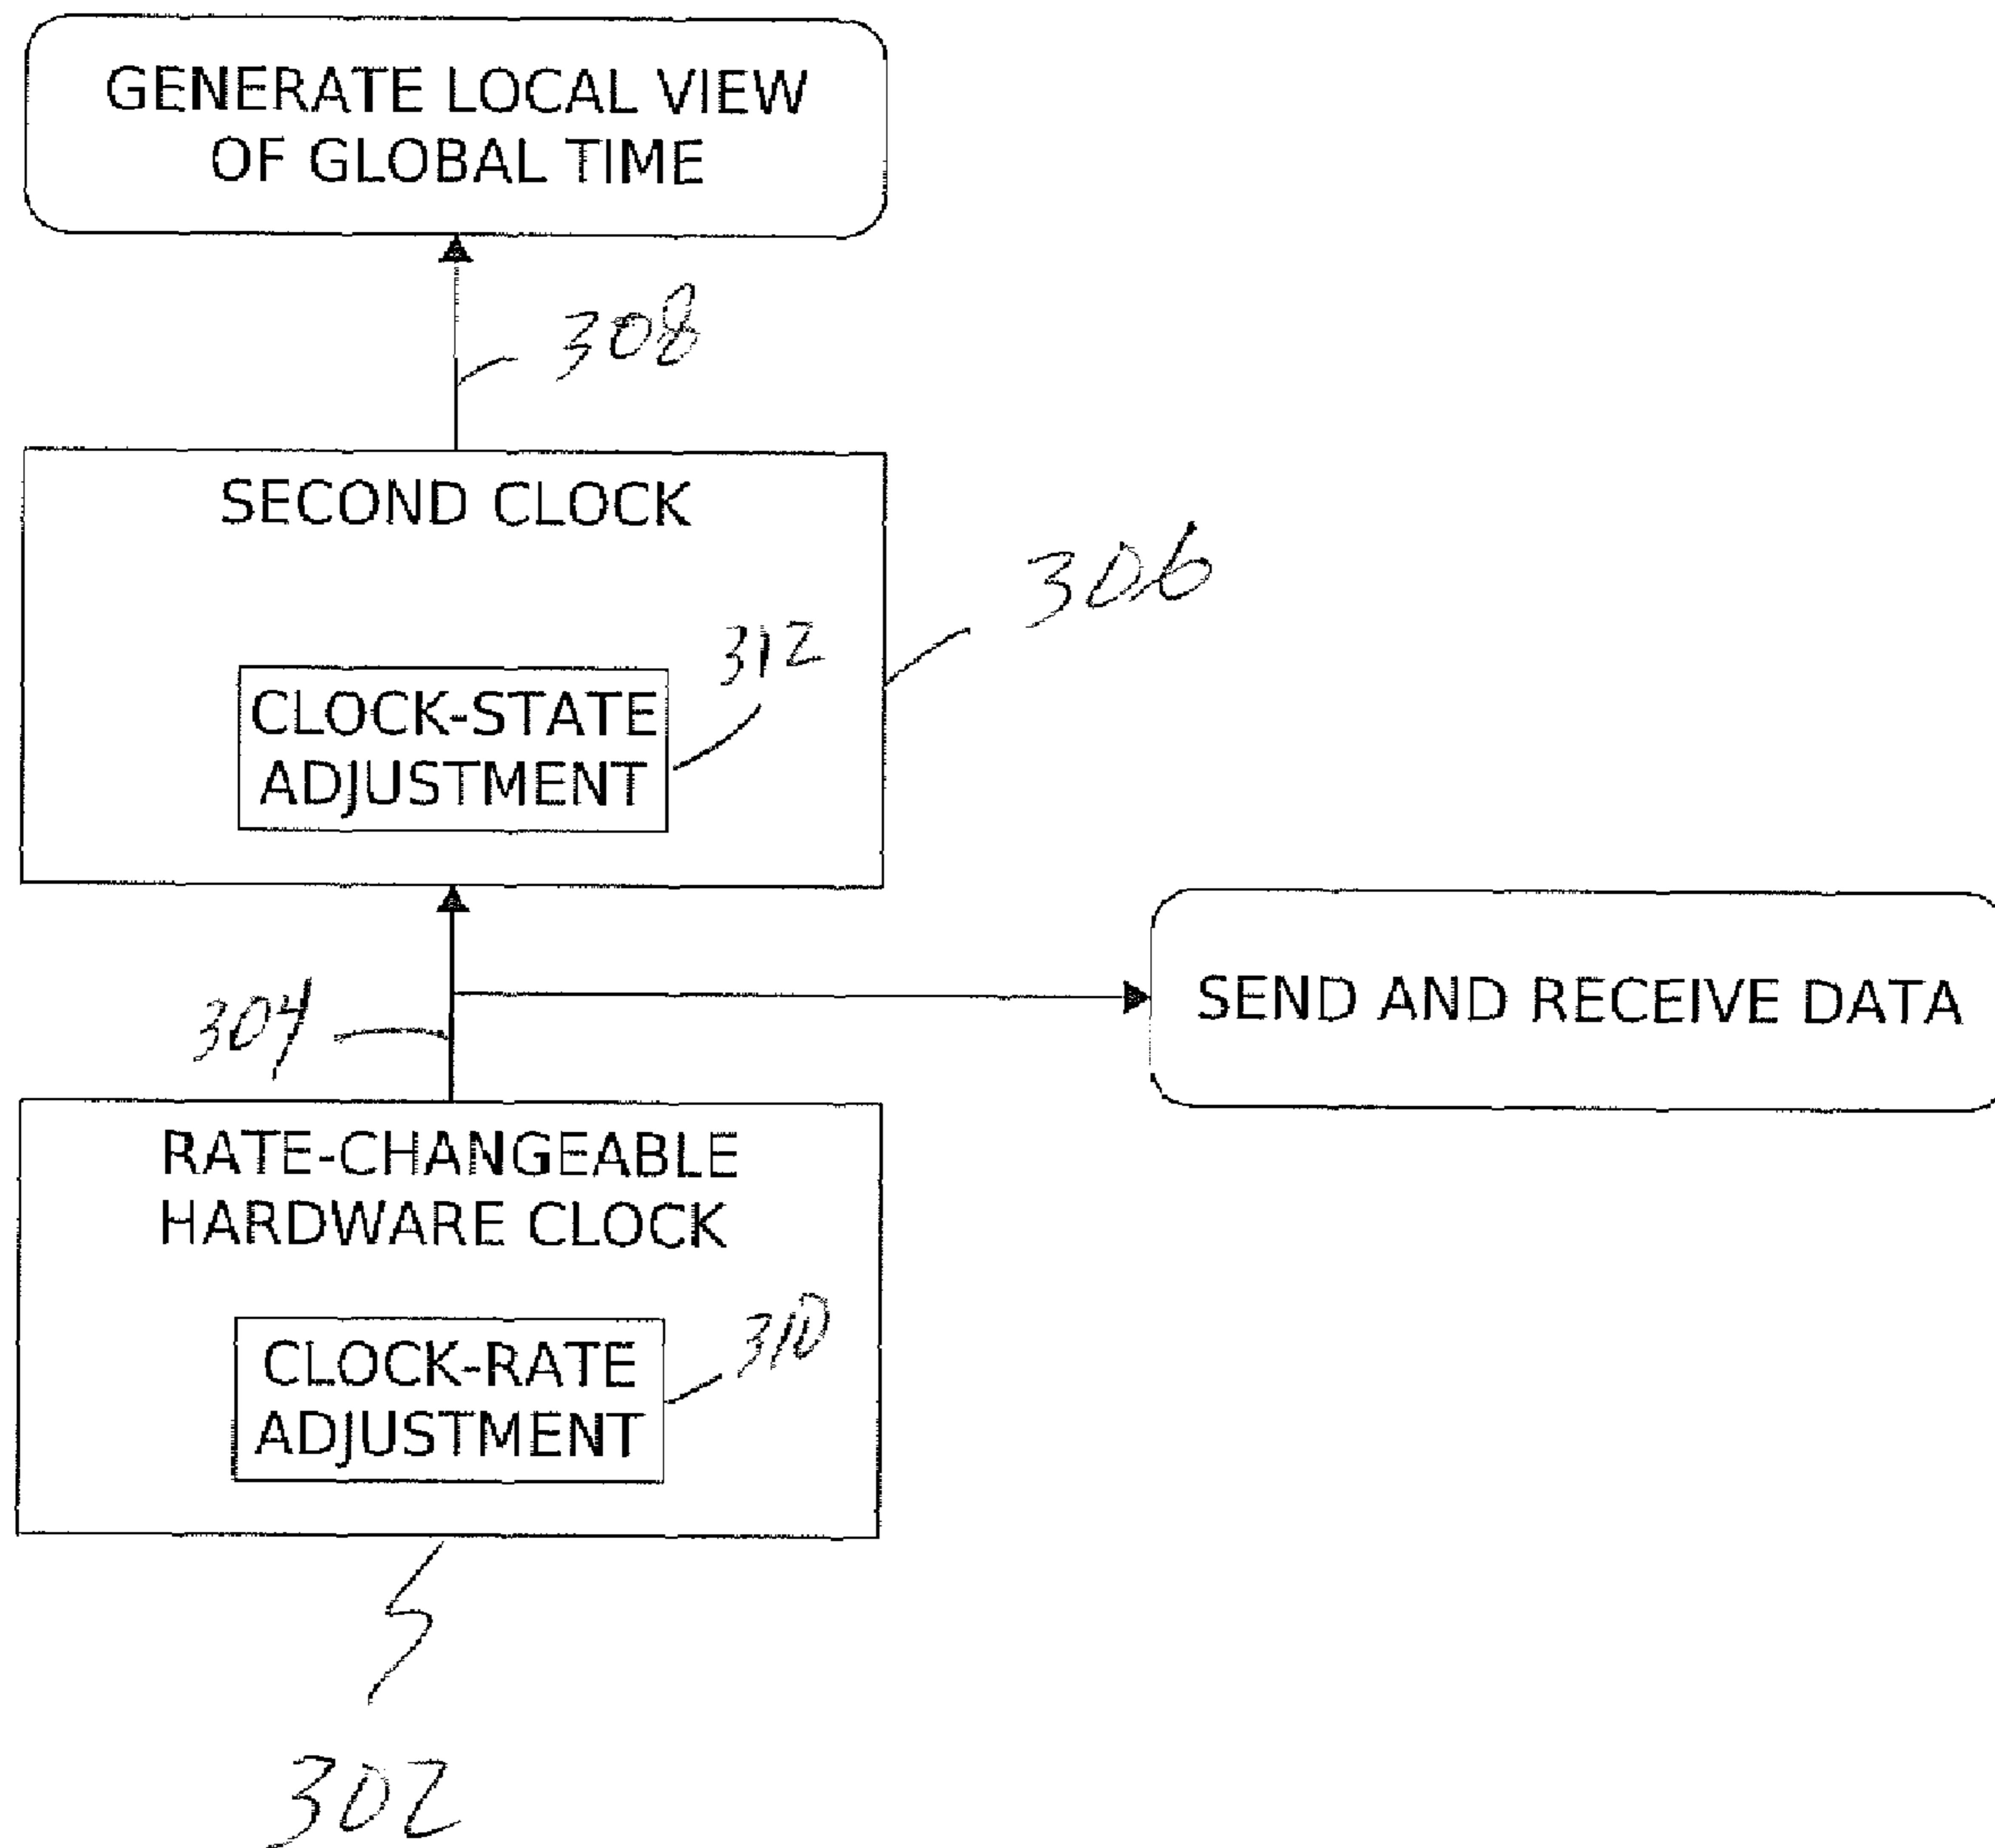 GENERATE LOCAL VIEW
OF GLOBAL TIME
308
SECOND CLOCK
306
312
CLOCK-STATE
ADJUSTMENT
SEND AND RECEIVE DATA
304
RATE-CHANGEABLE
HARDWARE CLOCK
310
CLOCK-RATE
ADJUSTMENT
302